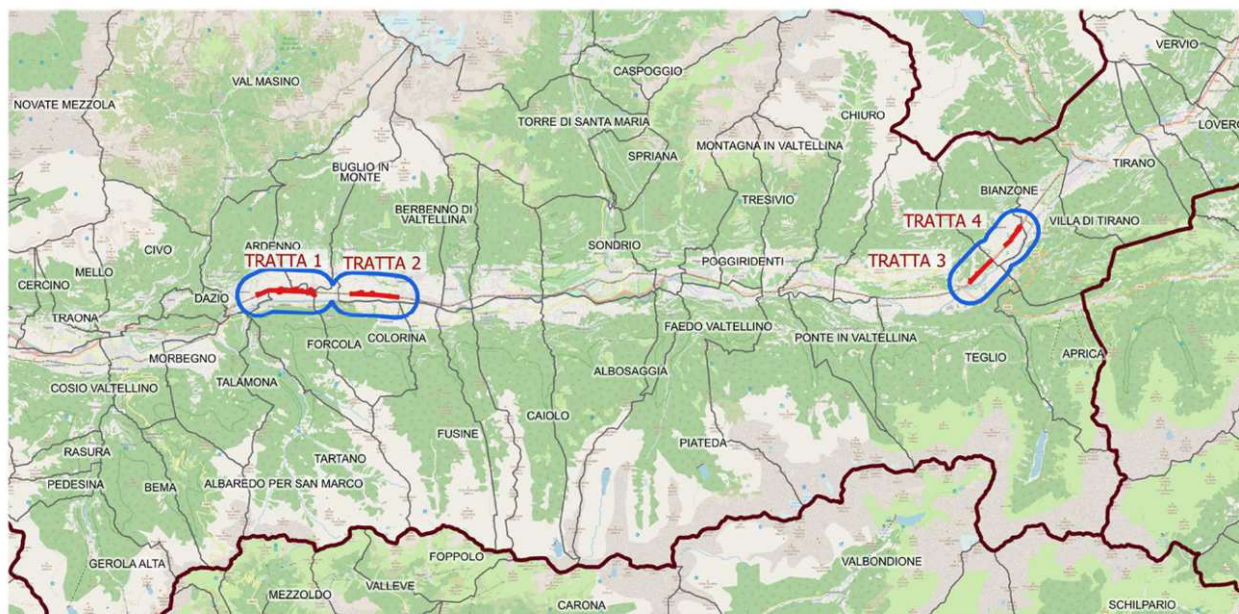 VERVIO
CASPOGGIO
VAL MASINO
NOVATE MEZZOLA
CHIURO
TORRE DI SANTA MARIA
LOVERO
MONTAGNA IN VALTELLINA
SPRIANA
TIRANO
BUGLIO IN
MONTE
BIANZONE
TRESIVIO
BERBENNO DI
VALTELLINA
TRATTA 4
VILLA DI TIRANO
CIVO
ARDENNO
SONDRIO
TRATTA 1
TRATTA 2
POGGIRIDENTI
TRATTA 3
MELLO
CERCINO
DAZIO
TRAONA
FAEDO VALTELLINO
FORCOLA
COLORINA
PONTE IN VALTELLINA
MORBEGNO
TEGLIO
APRICA
ALBOSAGGIA
COSIO VALTELLINO
TALAMONA
CAIOLO
FUSINE
PIATEDA
RASURA
TARTANO
PEDESINA
BEMA
ALBAREDO PER SAN MARCO
FOPPOLO
GEROLA ALTA
VALBONDIONE
VALLEVE
MEZZOLDO
CARONA
SCHILPARIO